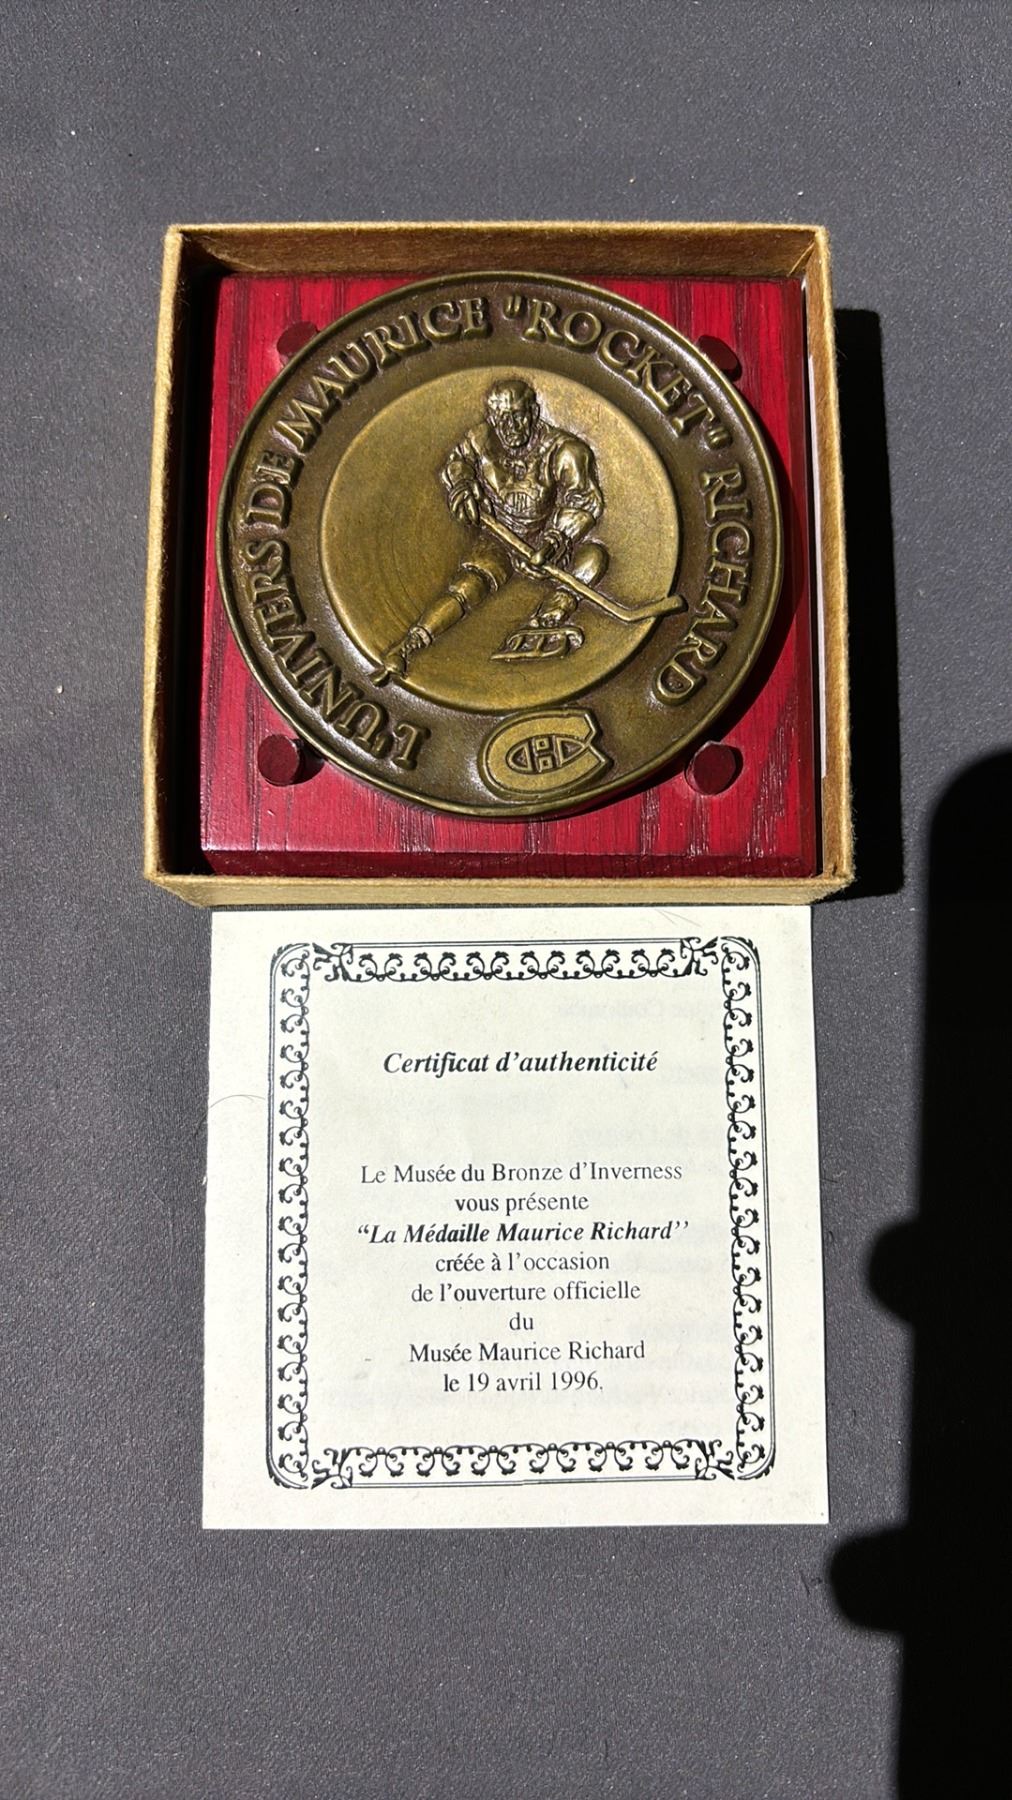 L'UNIVERS DE MAURICE "ROCKET" RICHARD
CH
Certificat d'authenticité
Le Musée du Bronze d'Inverness
vous présente
“La Médaille Maurice Richard’’
créée à l'occasion
de l'ouverture officielle
du
Musée Maurice Richard
le 19 avril 1996.